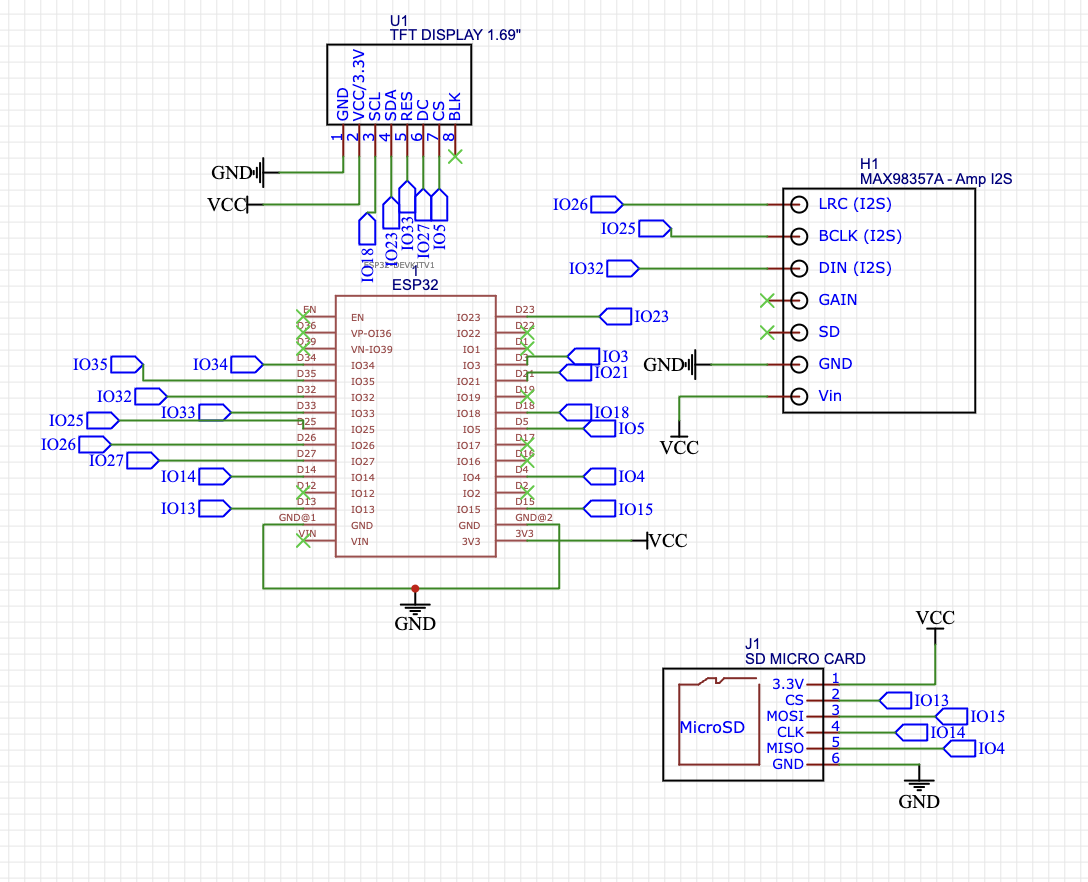 U1
TFT DISPLAY 1.69"
GND
VCC/3.3V
SCL
SDA
RES
DC
CS
BLK
1
2
3
4
5
6
7
8
GND
VCC
IO18
IO23
IO33
IO27
IO5
H1
MAX98357A - Amp I2S
IO26
LRC (I2S)
IO25
BCLK (I2S)
IO32
DIN (I2S)
GAIN
SD
GND
GND
Vin
VCC
ESP32-DEVKITV1
1
ESP32
EN
EN
IO23
D23
IO23
D36
VP-OI36
IO22
D22
D39
VN-IO39
IO1
D1
IO35
IO34
D34
IO34
IO3
D3
IO3
D35
IO35
IO21
D21
IO21
IO32
D32
IO32
IO19
D19
IO33
D33
IO33
IO18
D18
IO18
IO25
D25
IO25
IO5
D5
IO5
IO26
D26
IO26
IO17
D17
IO27
D27
IO27
IO16
D16
IO14
D14
IO14
IO4
D4
IO4
D12
IO12
IO2
D2
IO13
D13
IO13
IO15
D15
IO15
GND@1
GND
GND
GND@2
VIN
VIN
3V3
3V3
VCC
GND
VCC
J1
SD MICRO CARD
MicroSD
3.3V
1
CS
2
IO13
MOSI
3
IO15
CLK
4
IO14
MISO
5
IO4
GND
6
GND